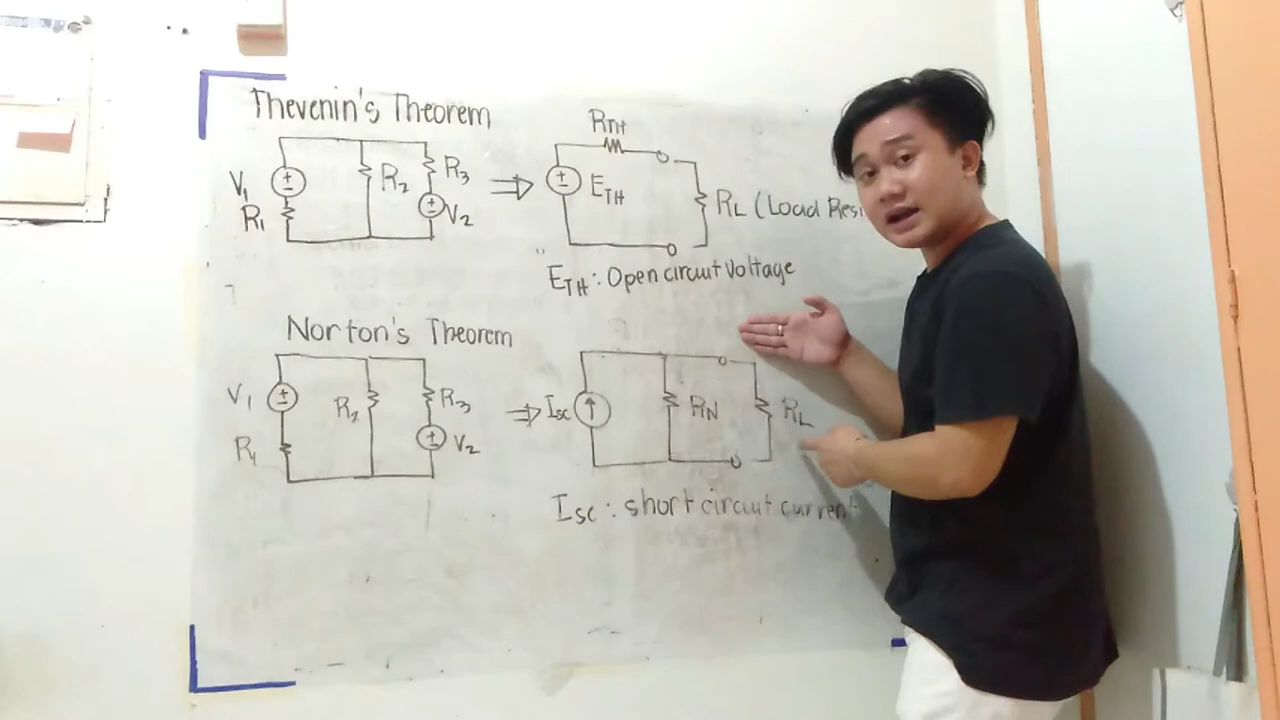 Thevenin's Theorem
V1
R1
R2
R3
V2
RTH
ETH
RL (Load Resi
ETH : Open circuit voltage
Norton's Theorem
V1
R1
R2
R3
V2
Isc
RN
RL
Isc : short circuit current